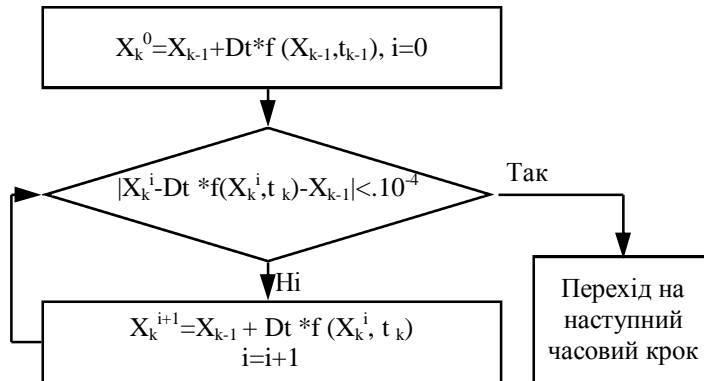 X_k^0=X_{k-1}+Dt*f (X_{k-1},t_{k-1}), i=0
|X_k^i-Dt *f(X_k^i,t_k)-X_{k-1}|<.10^{-4}
Так
Ні
X_k^{i+1}=X_{k-1} + Dt *f (X_k^i, t_k)
i=i+1
Перехід на
наступний
часовий крок